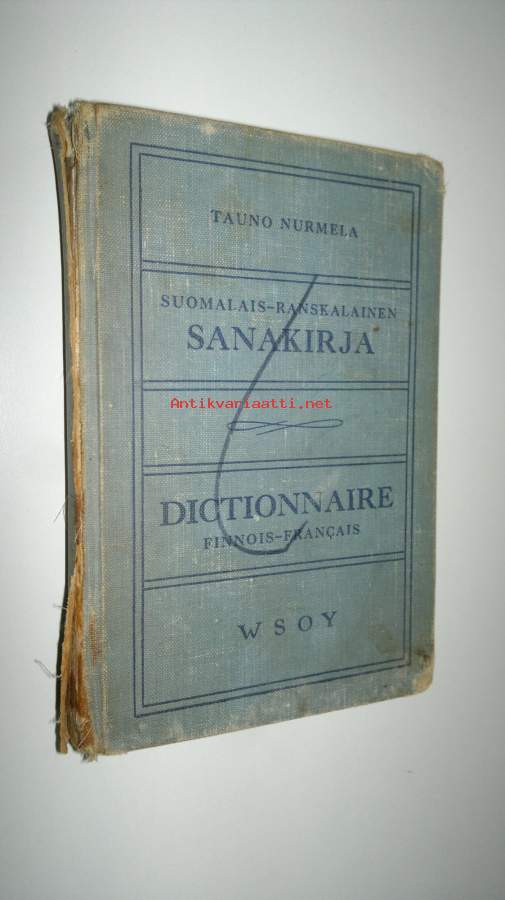 TAUNO NURMELA
SUOMALAIS-RANSKALAINEN
SANAKIRJA
Antikvariaatti.net
DICTIONNAIRE
FINNOIS-FRANÇAIS
WSOY